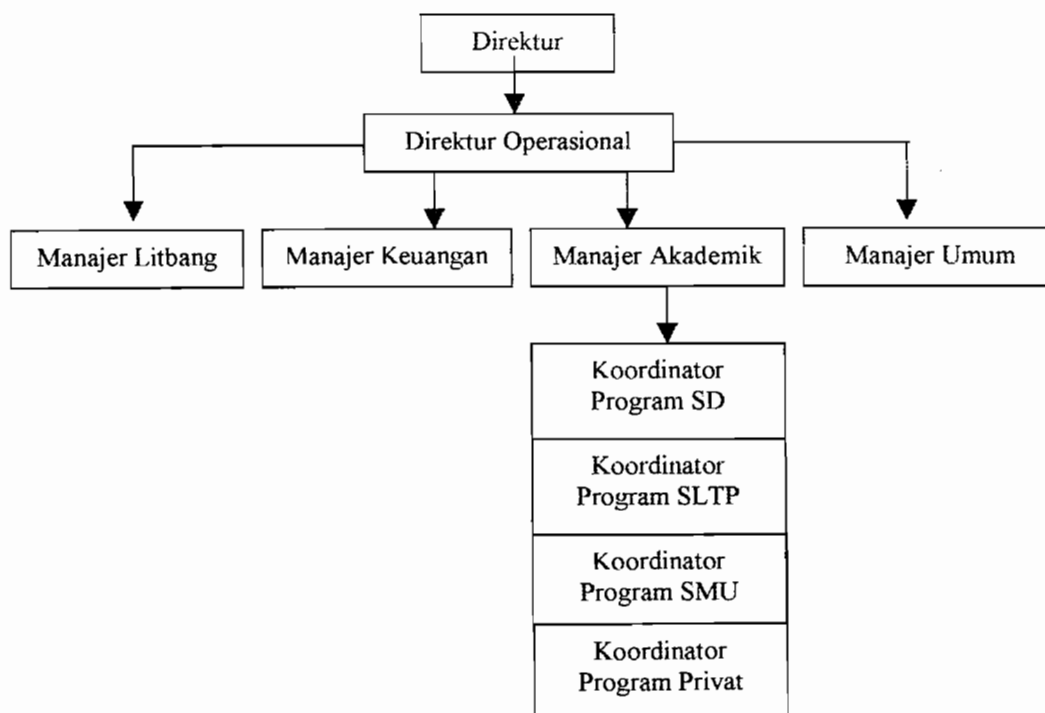 Direktur
Direktur Operasional
Manajer Litbang
Manajer Keuangan
Manajer Akademik
Manajer Umum
Koordinator
Program SD
Koordinator
Program SLTP
Koordinator
Program SMU
Koordinator
Program Privat